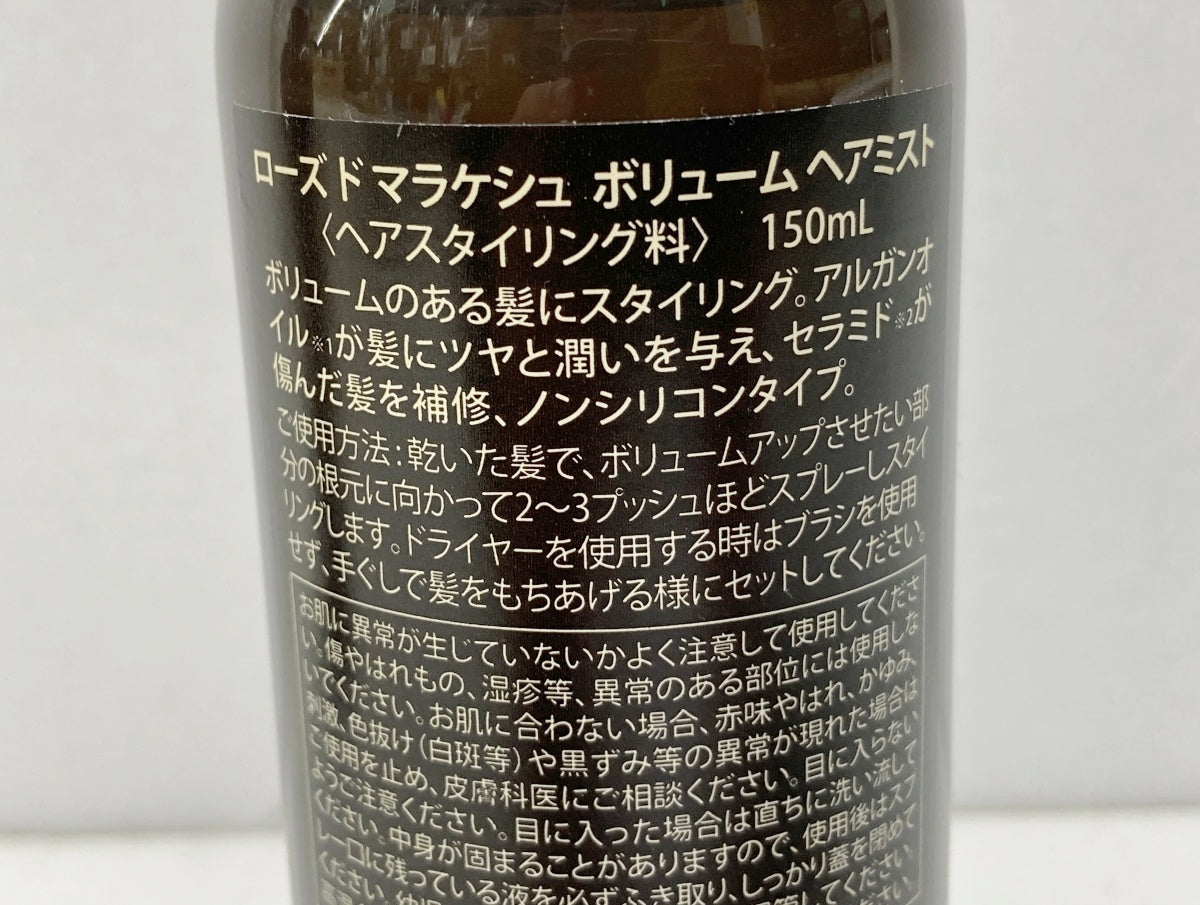 ローズ ド マラケシュ ボリューム ヘアミスト
〈ヘアスタイリング料〉 150mL
ボリュームのある髪にスタイリング。アルガンオ
イル※1が髪にツヤと潤いを与え、セラミド※2が
傷んだ髪を補修、ノンシリコンタイプ。
ご使用方法：乾いた髪で、ボリュームアップさせたい部
分の根元に向かって2〜3プッシュほどスプレーしスタイ
リングします。ドライヤーを使用する時はブラシを使用
せず、手ぐしで髪をもちあげる様にセットしてください。
お肌に異常が生じていないかよく注意して使用してくださ
い。傷やはれもの、湿疹等、異常のある部位には使用しな
いでください。お肌に合わない場合、赤味やはれ、かゆみ、
刺激、色抜け（白斑等）や黒ずみ等の異常が現れた場合は
ご使用を止め、皮膚科医にご相談ください。目に入らない
ようご注意ください。目に入った場合は直ちに洗い流して
ください。中身が固まることがありますので、使用後はスプ
レー口に残っている液を必ずふき取り、しっかり蓋を閉めて
ください。